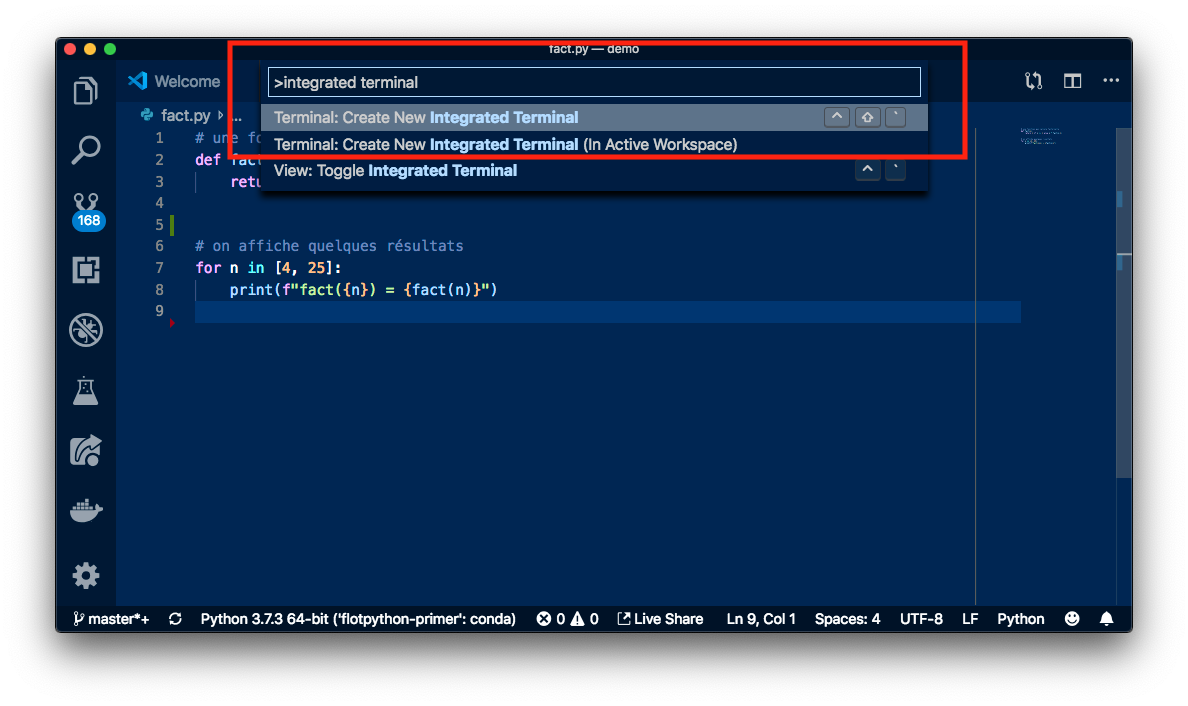 fact.py — demo
Welcome
>integrated terminal
Terminal: Create New Integrated Terminal ^ ⇧ `
Terminal: Create New Integrated Terminal (In Active Workspace)
View: Toggle Integrated Terminal ^ `
fact.py ▷ ...
1 # une fo
2 def fact
3 retu
4
5
6 # on affiche quelques résultats
7 for n in [4, 25]:
8 print(f"fact({n}) = {fact(n)}")
9
168
master*+ Python 3.7.3 64-bit ('flotpython-primer': conda) 0 0 Live Share Ln 9, Col 1 Spaces: 4 UTF-8 LF Python